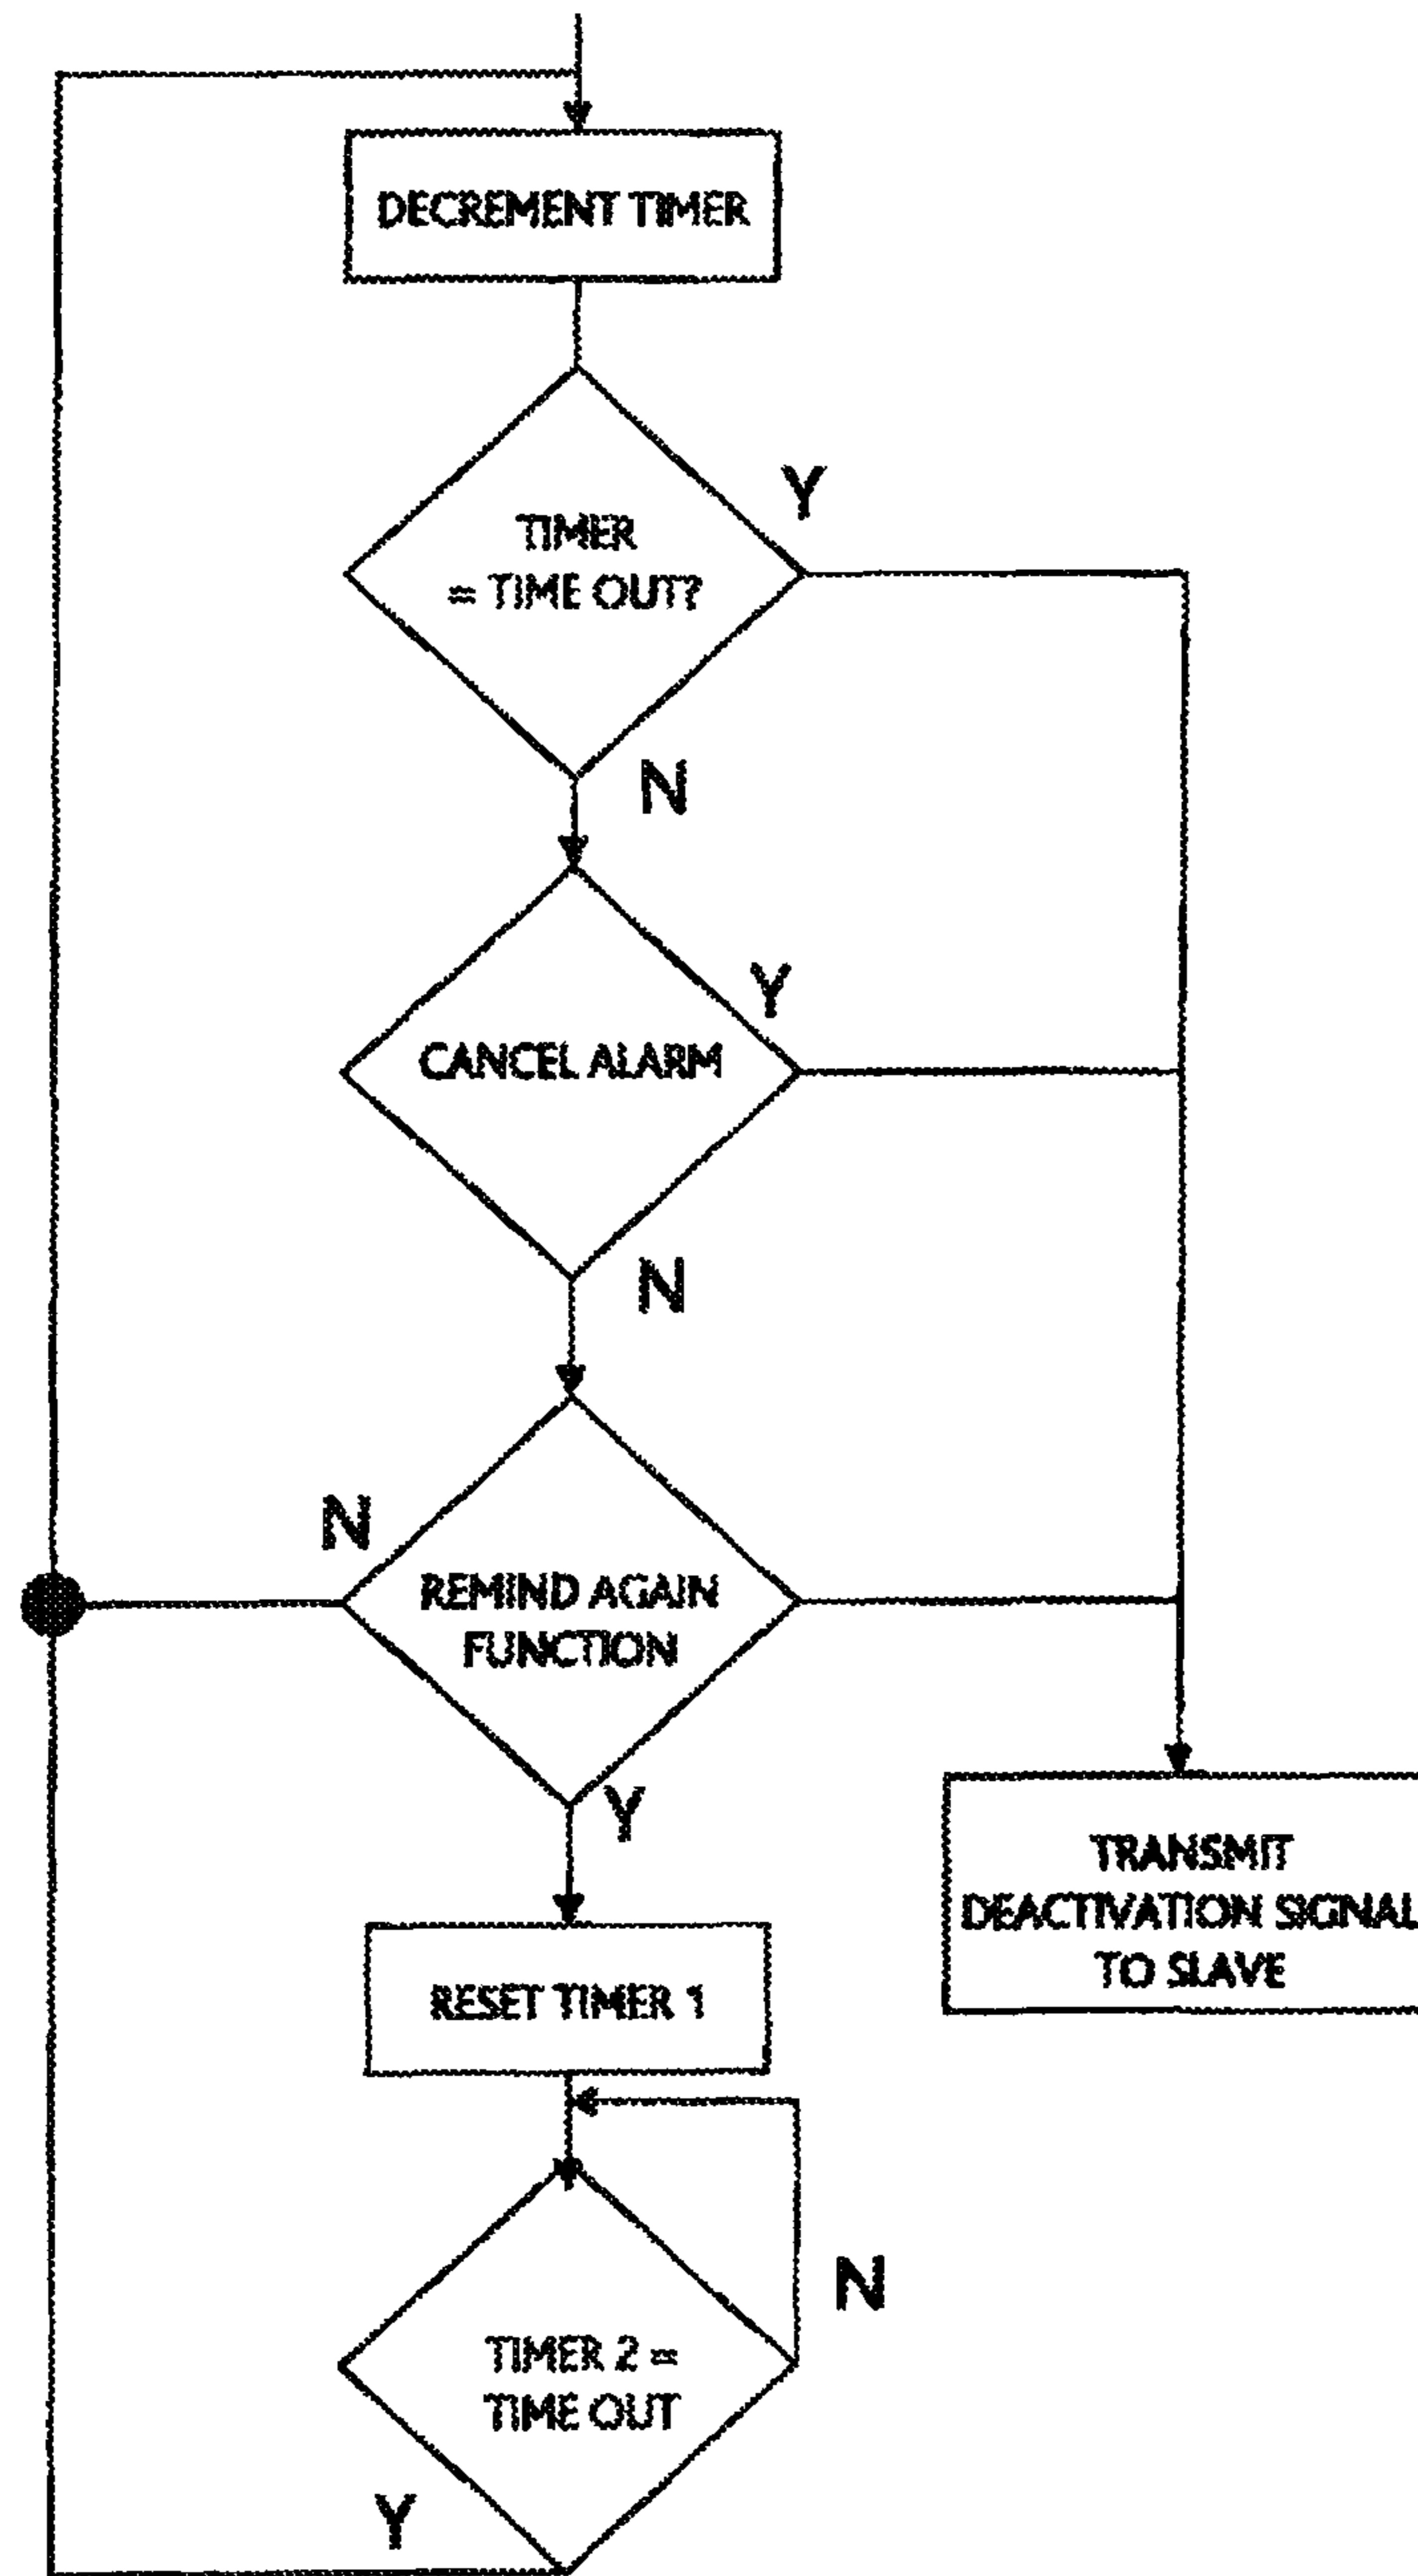 DECREMENT TIMER
TIMER
= TIME OUT?
Y
N
CANCEL ALARM
Y
N
REMIND AGAIN
FUNCTION
N
Y
RESET TIMER 1
TRANSMIT
DEACTIVATION SIGNAL
TO SLAVE
TIMER 2 =
TIME OUT
N
Y